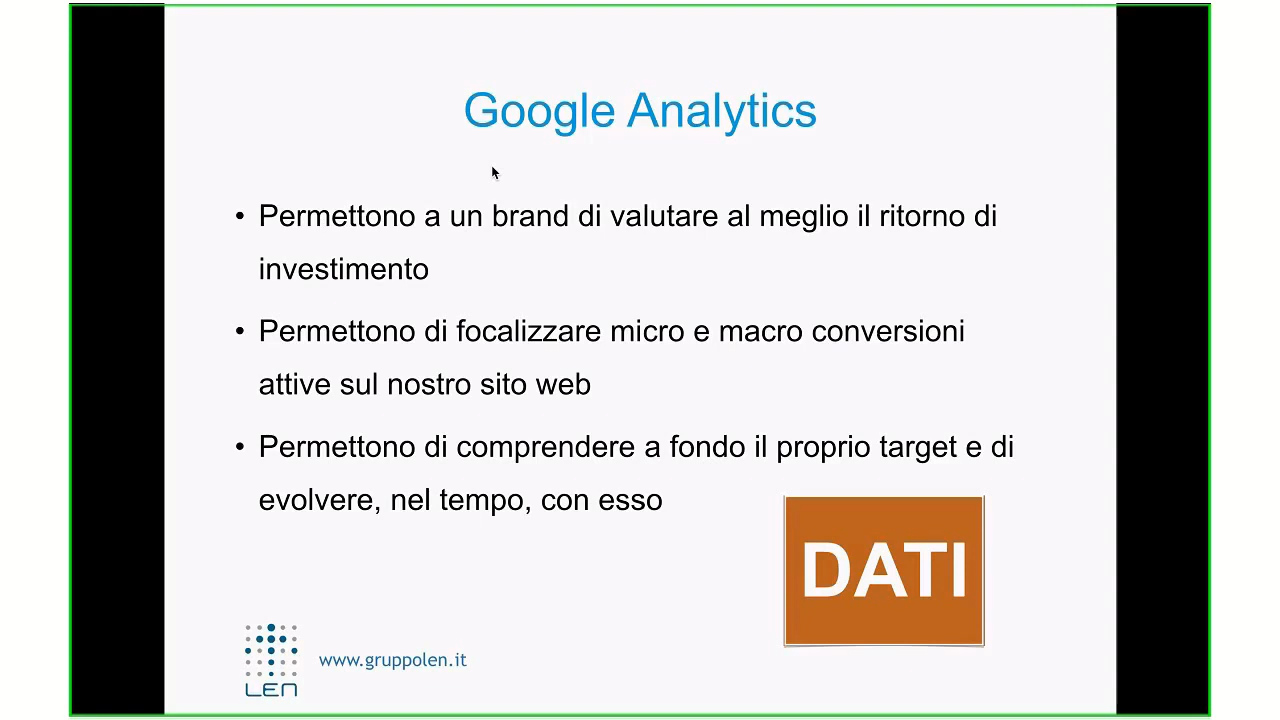 Google Analytics
• Permettono a un brand di valutare al meglio il ritorno di
investimento
• Permettono di focalizzare micro e macro conversioni
attive sul nostro sito web
• Permettono di comprendere a fondo il proprio target e di
evolvere, nel tempo, con esso
DATI
www.gruppolen.it
LEN